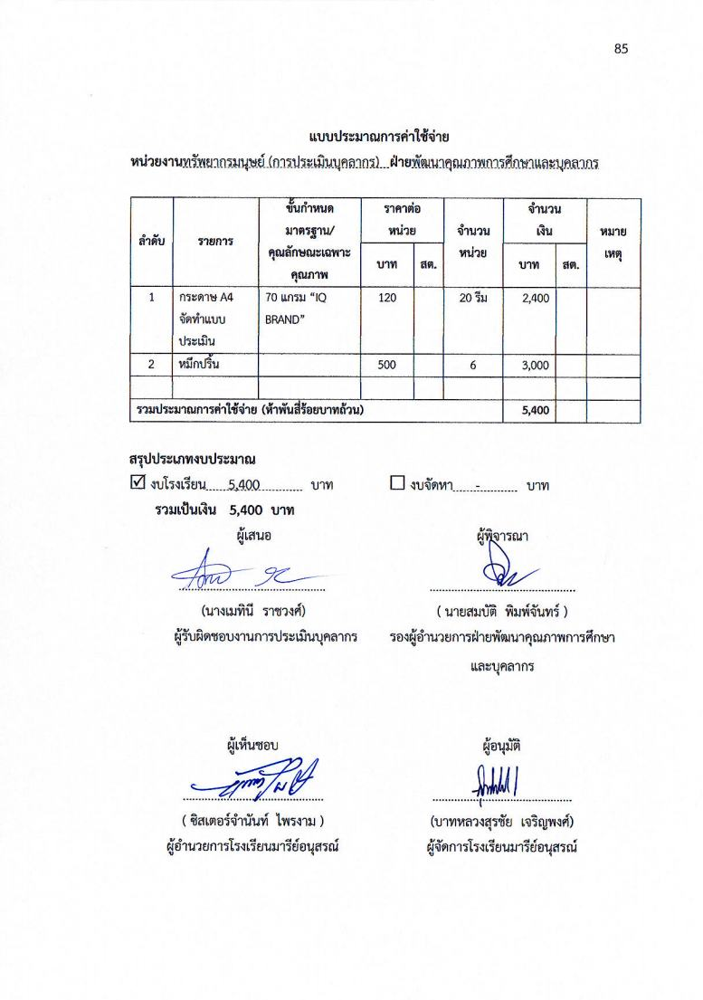 85
แบบประมาณการค่าใช้จ่าย
หน่วยงานทรัพยากรมนุษย์ (การประเมินบุคลากร) ฝ่ายพัฒนาคุณภาพการศึกษาและบุคลากร
ลำดับ รายการ ขั้นกำหนด มาตรฐาน/ คุณลักษณะเฉพาะ คุณภาพ ราคาต่อ หน่วย จำนวน หน่วย จำนวน เงิน หมาย เหตุ
บาท สต. บาท สต.
1 กระดาษ A4 70 แกรม “IQ 120 20 รีม 2,400
จัดทำแบบ BRAND”
ประเมิน
2 หมึกปริ้น 500 6 3,000
รวมประมาณการค่าใช้จ่าย (ห้าพันสี่ร้อยบาทถ้วน) 5,400
สรุปประเภทงบประมาณ
งบโรงเรียน 5,400 บาท งบจัดหา - บาท
รวมเป็นเงิน 5,400 บาท
ผู้เสนอ ผู้พิจารณา
(นางเมทินี ราชวงศ์) ( นายสมบัติ พิมพ์จันทร์ )
ผู้รับผิดชอบงานการประเมินบุคลากร รองผู้อำนวยการฝ่ายพัฒนาคุณภาพการศึกษา
และบุคลากร
ผู้เห็นชอบ ผู้อนุมัติ
( ซิสเตอร์จำนันท์ ไพรงาม ) (บาทหลวงสุรชัย เจริญพงศ์)
ผู้อำนวยการโรงเรียนมารีย์อนุสรณ์ ผู้จัดการโรงเรียนมารีย์อนุสรณ์